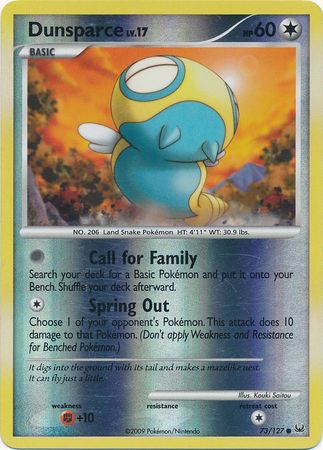 Dunsparce LV.17 HP 60
BASIC
NO. 206 Land Snake Pokémon HT: 4'11" WT: 30.9 lbs.
Call for Family
Search your deck for a Basic Pokémon and put it onto your
Bench. Shuffle your deck afterward.
Spring Out
Choose 1 of your opponent's Pokémon. This attack does 10
damage to that Pokémon. (Don't apply Weakness and Resistance
for Benched Pokémon.)
It digs into the ground with its tail and makes a mazelike nest.
It can fly just a little.
Illus. Kouki Saitou
weakness resistance retreat cost
+10
©2009 Pokémon/Nintendo 73/127